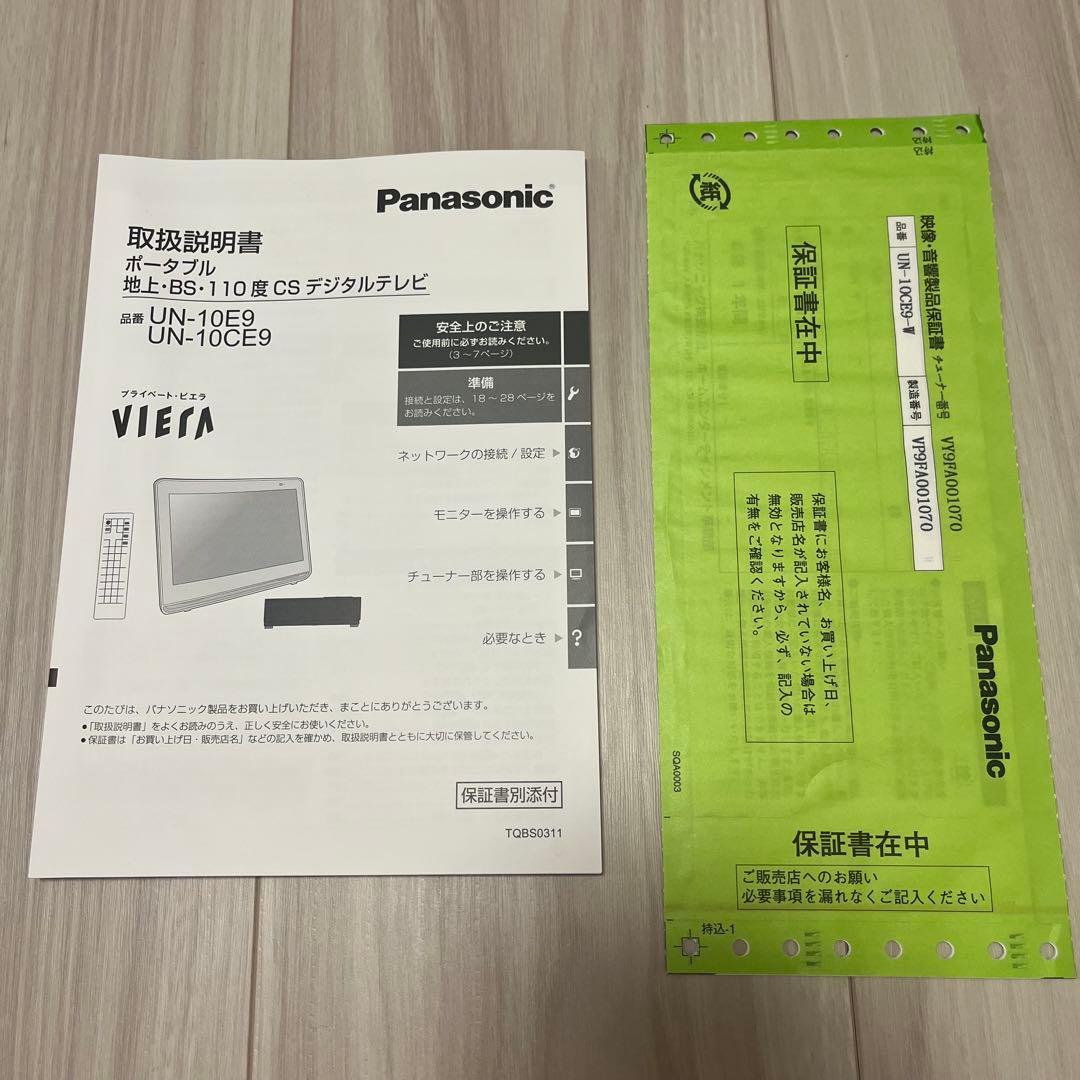 Panasonic
取扱説明書
ポータブル
地上・BS・110度CSデジタルテレビ
品番 UN-10E9
UN-10CE9
安全上のご注意
ご使用前に必ずお読みください。
（3～7ページ）
準備
接続と設定は、18～28ページを
お読みください。
プライベート・ビエラ
VIERA
ネットワークの接続/設定
モニターを操作する
チューナー部を操作する
必要なとき
?
このたびは、パナソニック製品をお買い上げいただき、まことにありがとうございます。
●「取扱説明書」をよくお読みのうえ、正しく安全にお使いください。
●保証書は「お買い上げ日・販売店名」などの記入を確かめ、取扱説明書とともに大切に保管してください。
保証書別添付
TQBS0311
持込
持込
紙
映像・音響製品保証書 チューナー番号 VY9FA001070
品番 UN-10CE9-W 製造番号 VP9FA001070
保証書在中
保証書にお客様名、お買い上げ日、
販売店名が記入されていない場合は
無効となりますから、必ず、記入の
有無をご確認ください。
Panasonic
SQA0003
保証書在中
ご販売店へのお願い
必要事項を漏れなくご記入ください
持込-1